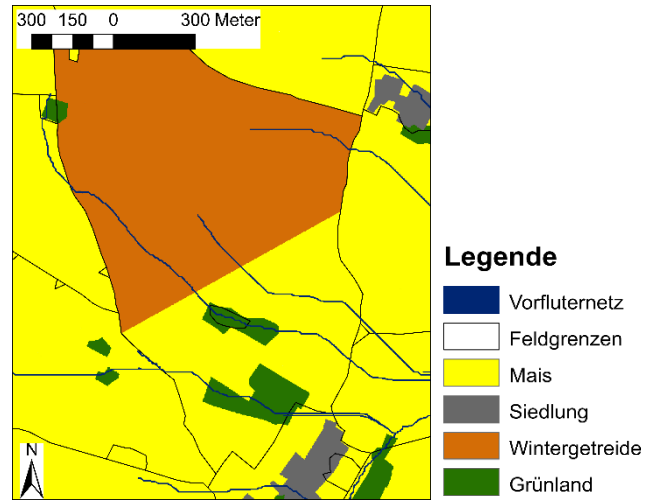 300 150 0 300 Meter
Legende
Vorfluternetz
Feldgrenzen
Mais
Siedlung
Wintergetreide
Grünland
N